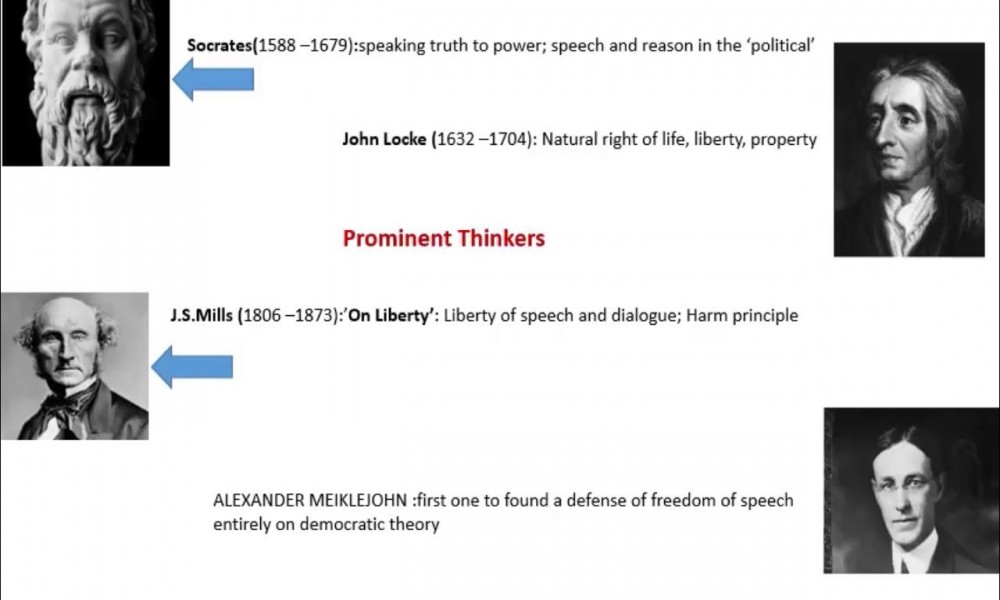 Socrates(1588 –1679):speaking truth to power; speech and reason in the ‘political’
John Locke (1632 –1704): Natural right of life, liberty, property
Prominent Thinkers
J.S.Mills (1806 –1873):’On Liberty’: Liberty of speech and dialogue; Harm principle
ALEXANDER MEIKLEJOHN :first one to found a defense of freedom of speech
entirely on democratic theory